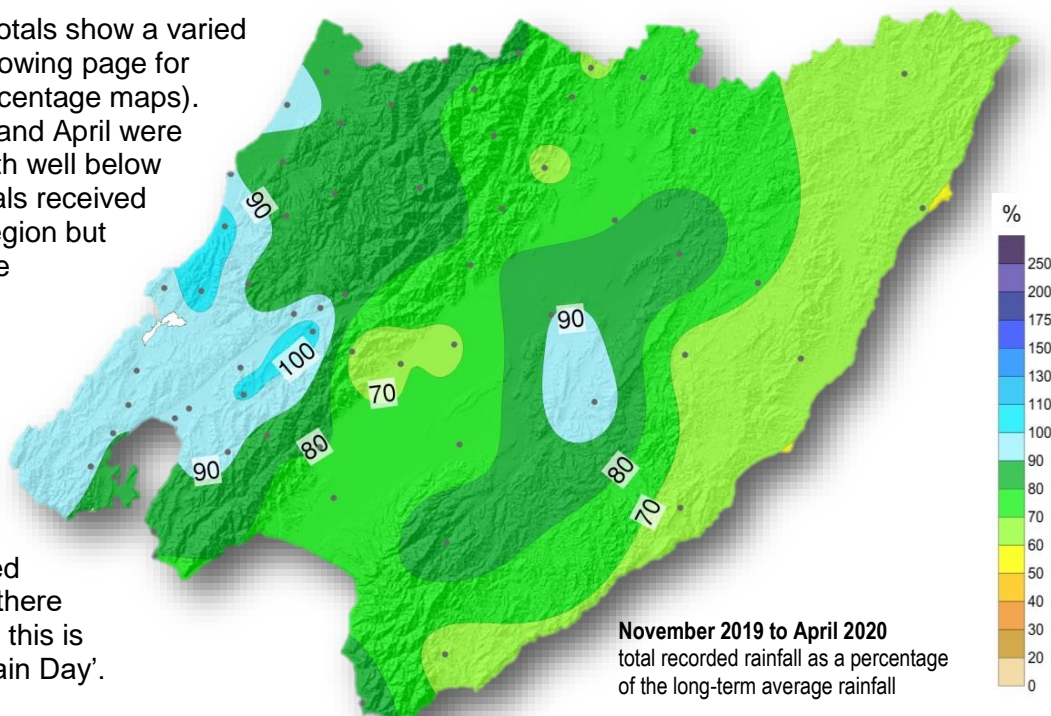 otals show a varied
owing page for
centage maps).
and April were
th well below
als received
egion but
e
ed
there
this is
ain Day'.
90
100
90
70
80
90
80
70
%
250
200
175
150
130
110
100
90
80
70
60
50
40
30
20
0
November 2019 to April 2020
total recorded rainfall as a percentage
of the long-term average rainfall